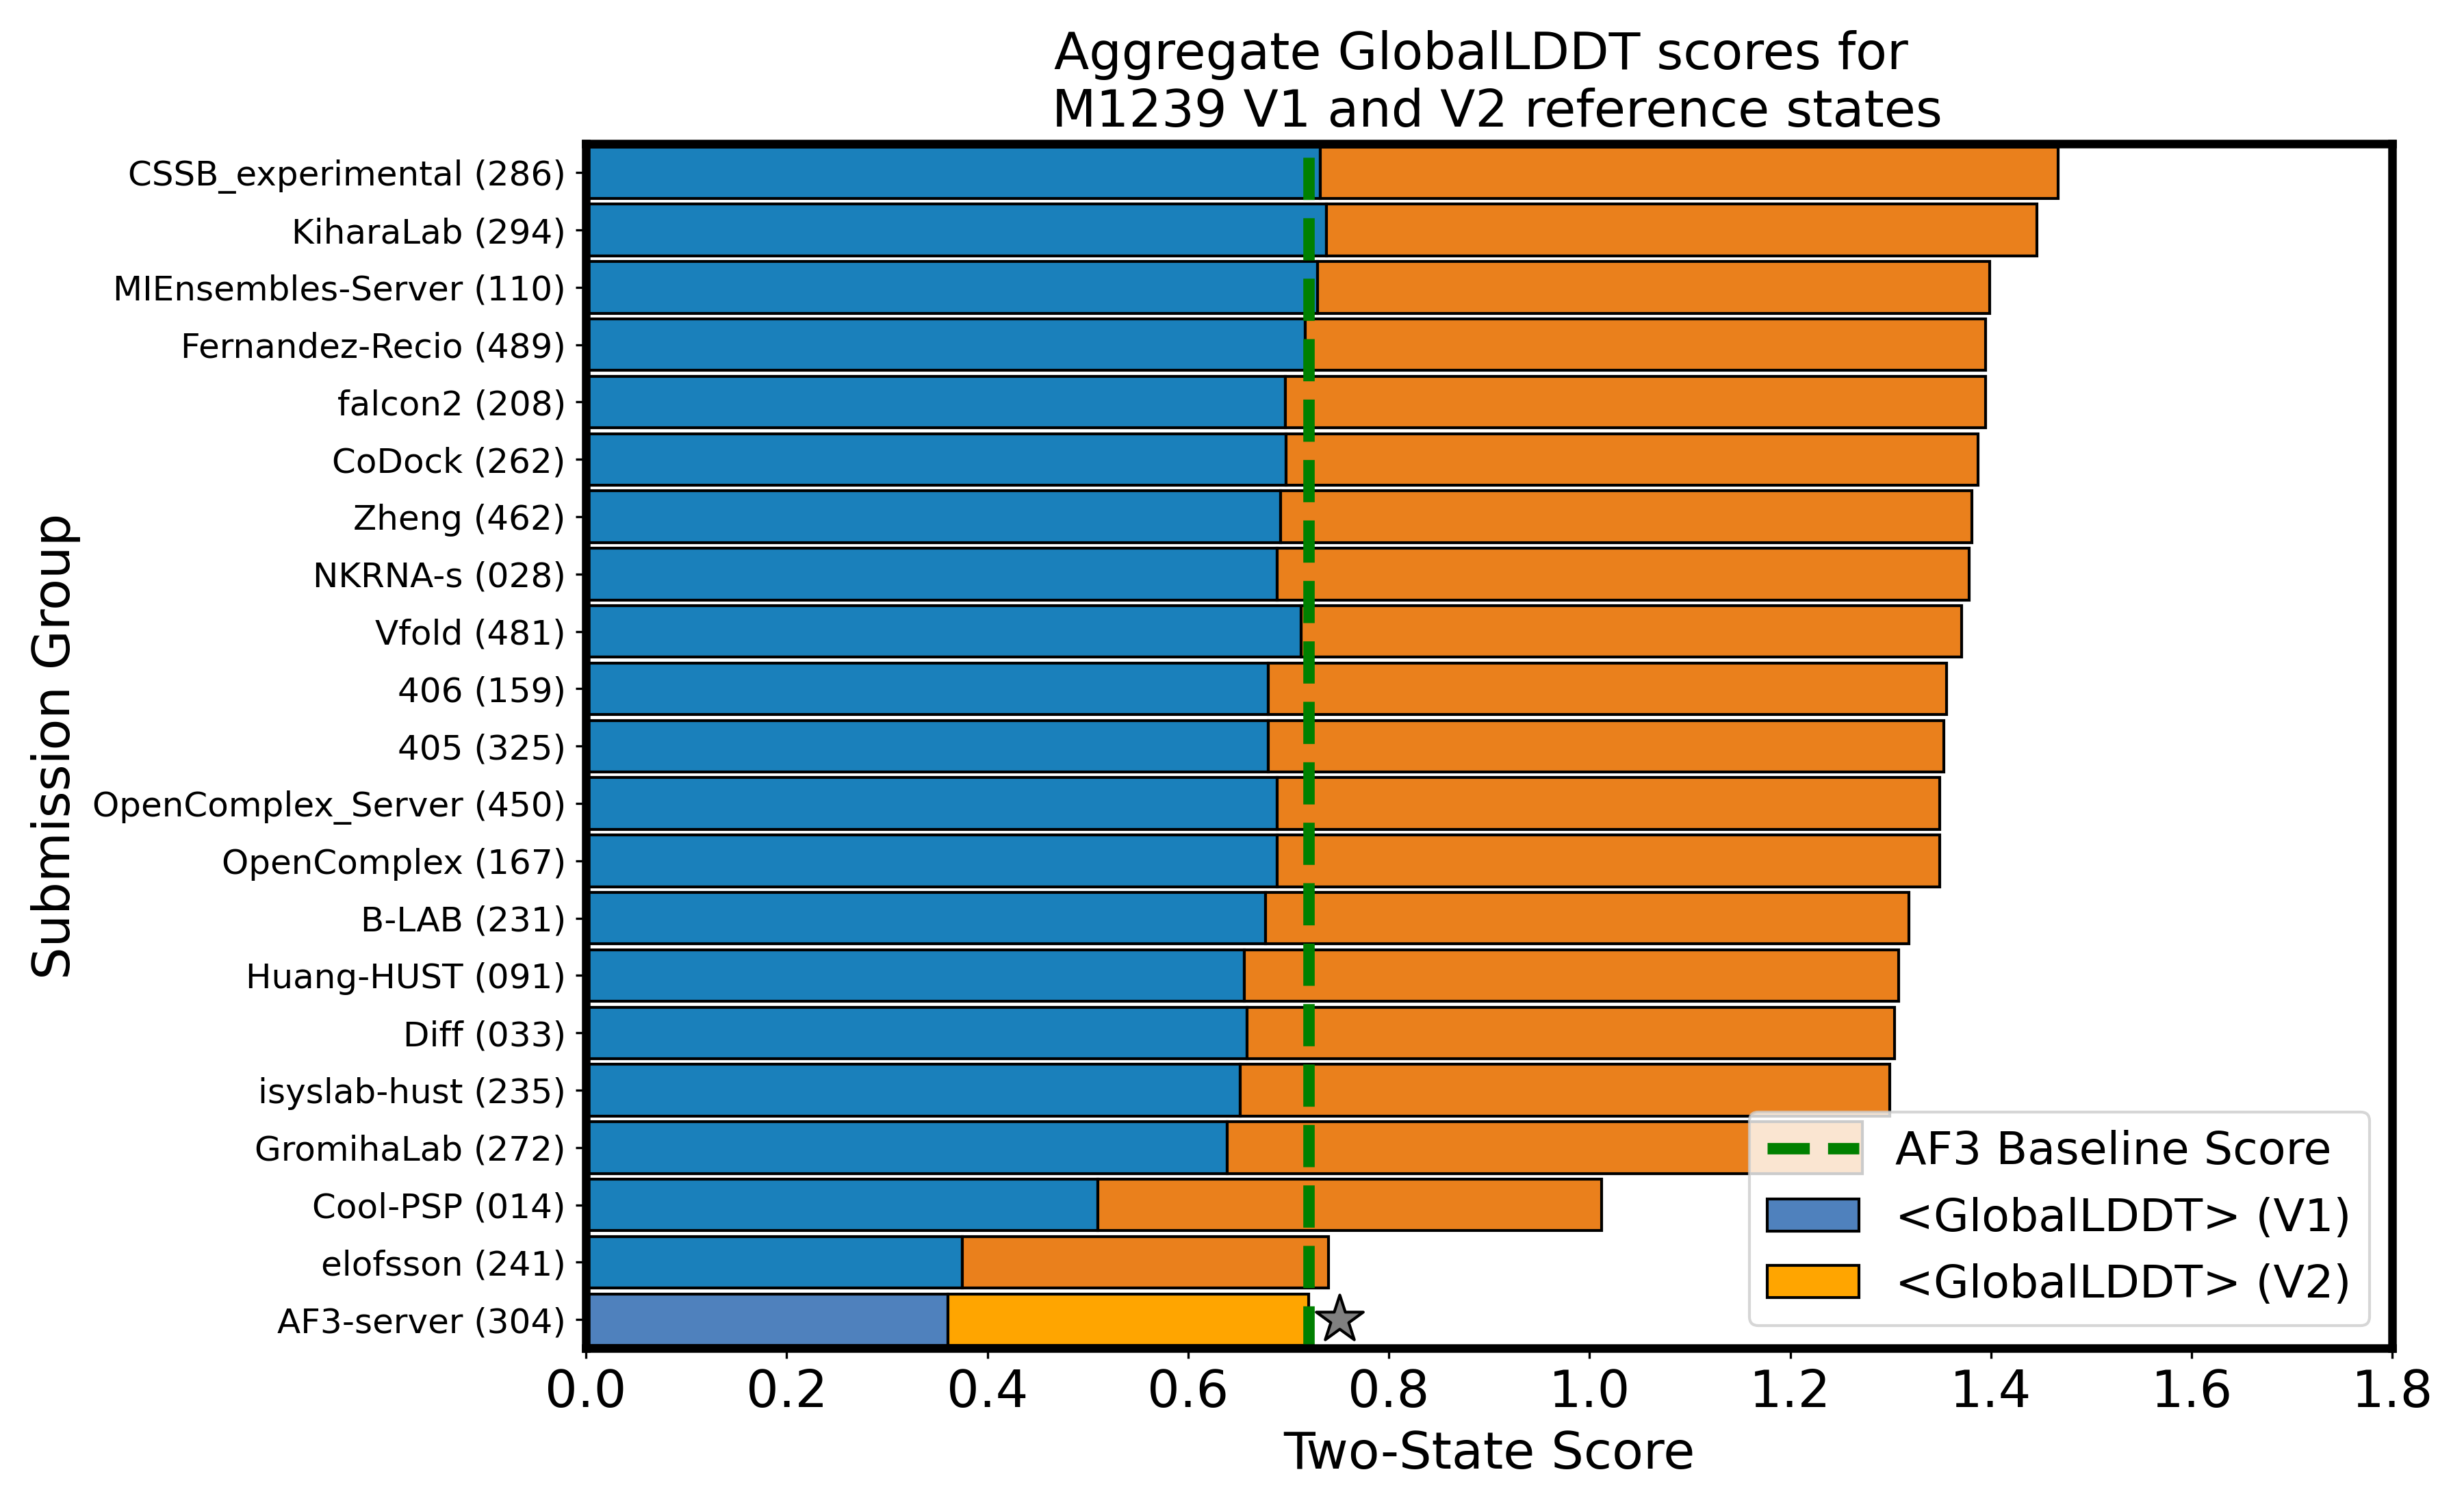 Aggregate GlobalLDDT scores for
M1239 V1 and V2 reference states
Submission Group
CSSB_experimental (286)
KiharaLab (294)
MIEnsembles-Server (110)
Fernandez-Recio (489)
falcon2 (208)
CoDock (262)
Zheng (462)
NKRNA-s (028)
Vfold (481)
406 (159)
405 (325)
OpenComplex_Server (450)
OpenComplex (167)
B-LAB (231)
Huang-HUST (091)
Diff (033)
isyslab-hust (235)
GromihaLab (272)
Cool-PSP (014)
elofsson (241)
AF3-server (304)
AF3 Baseline Score
<GlobalLDDT> (V1)
<GlobalLDDT> (V2)
0.0 0.2 0.4 0.6 0.8 1.0 1.2 1.4 1.6 1.8
Two-State Score